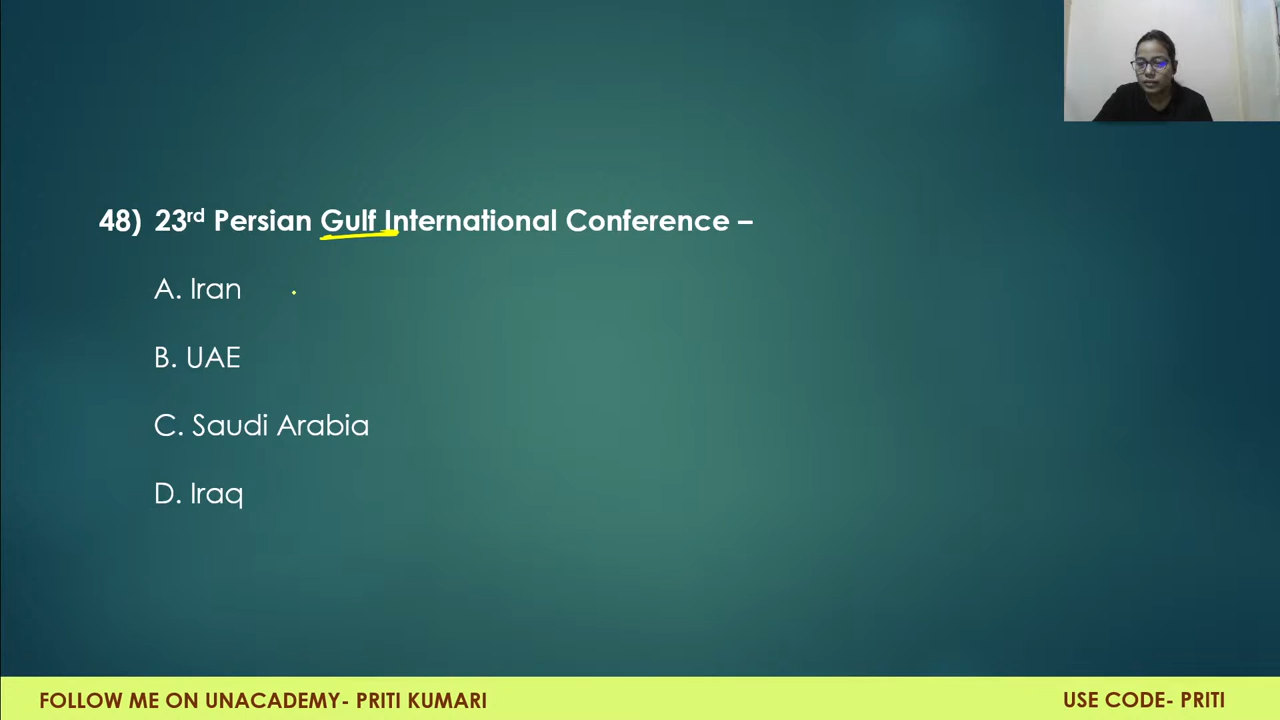 48) 23rd Persian Gulf International Conference –
A. Iran
B. UAE
C. Saudi Arabia
D. Iraq
FOLLOW ME ON UNACADEMY- PRITI KUMARI
USE CODE- PRITI